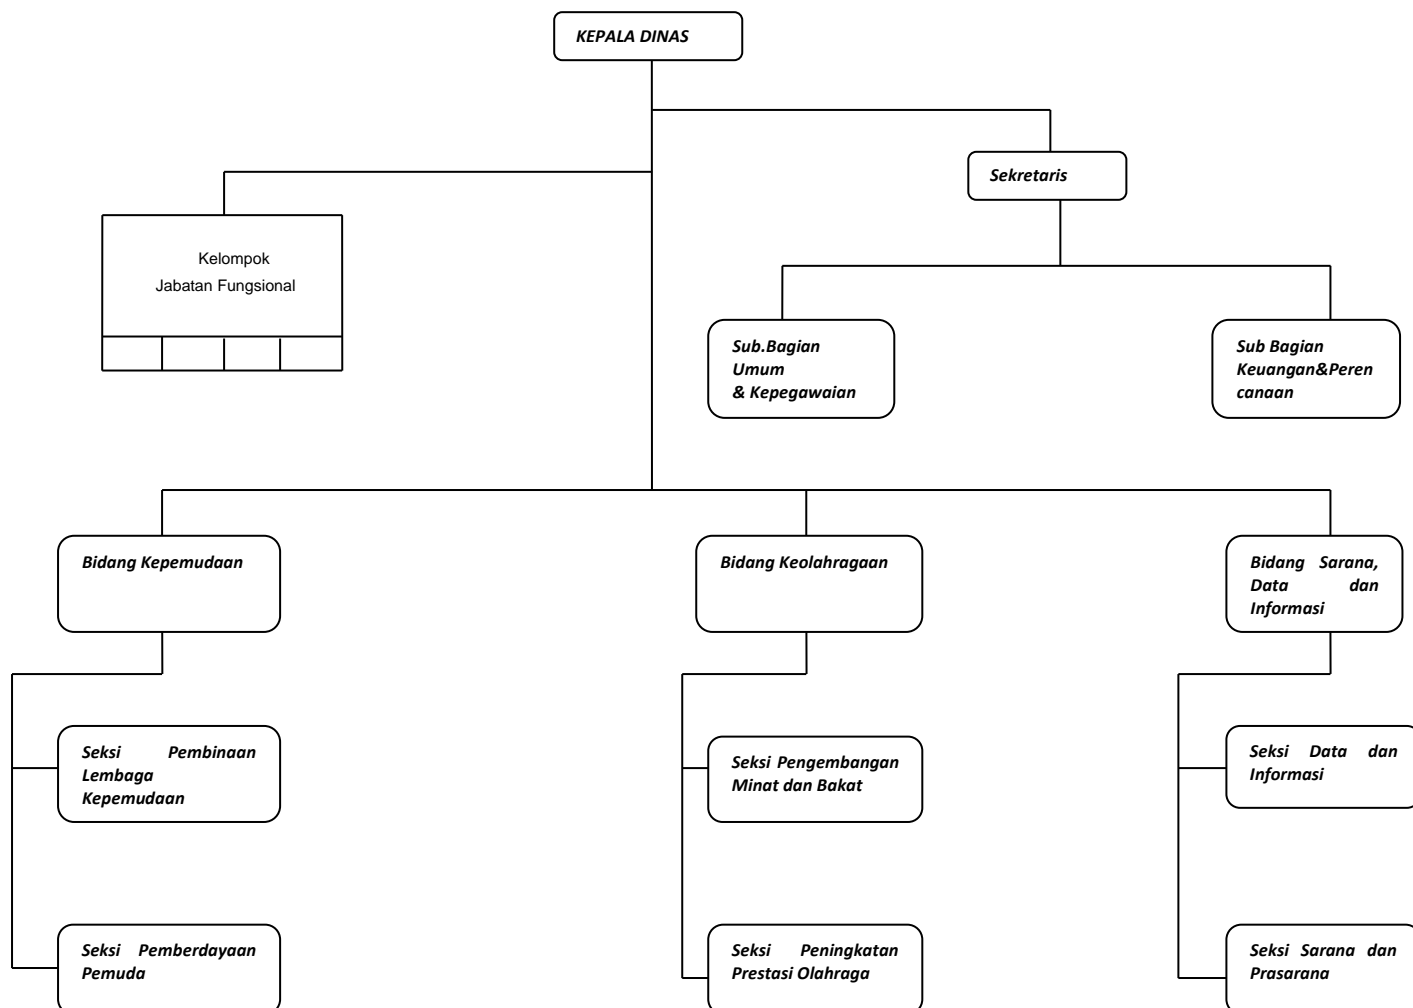 KEPALA DINAS
Sekretaris
Kelompok
Jabatan Fungsional
Sub.Bagian
Umum
& Kepegawaian
Sub Bagian
Keuangan&Peren
canaan
Bidang Kepemudaan
Bidang Keolahragaan
Bidang Sarana,
Data dan
Informasi
Seksi Pembinaan
Lembaga
Kepemudaan
Seksi Pengembangan
Minat dan Bakat
Seksi Data dan
Informasi
Seksi Pemberdayaan
Pemuda
Seksi Peningkatan
Prestasi Olahraga
Seksi Sarana dan
Prasarana